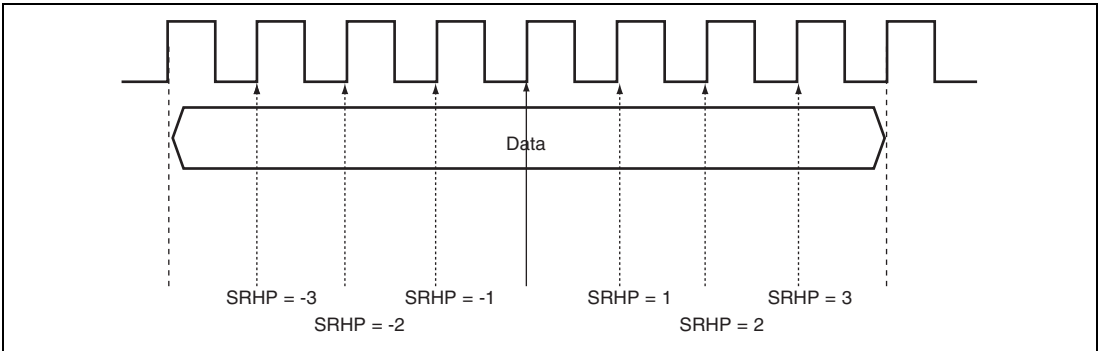 Data
SRHP = -3
SRHP = -1
SRHP = 1
SRHP = 3
SRHP = -2
SRHP = 2